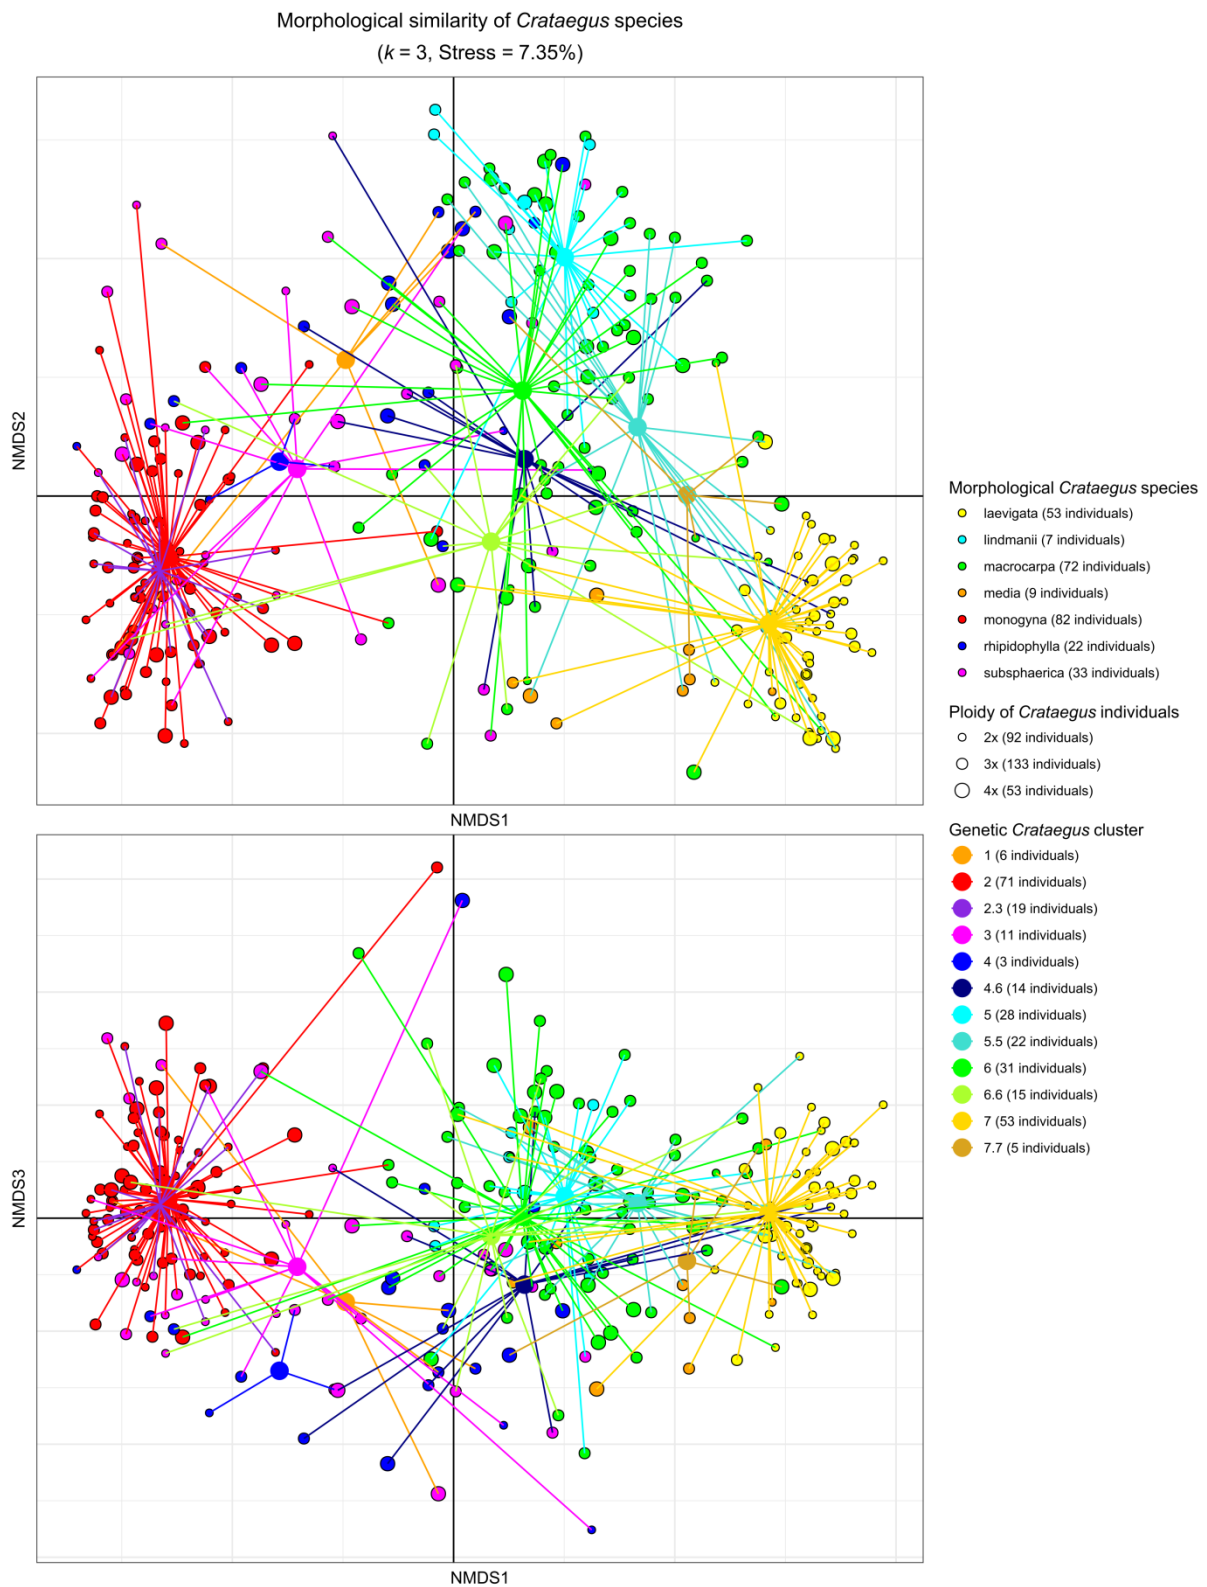 Morphological similarity of Crataegus species
(k = 3, Stress = 7.35%)
NMDS2
NMDS1
NMDS3
NMDS1
Morphological Crataegus species
laevigata (53 individuals)
lindmanii (7 individuals)
macrocarpa (72 individuals)
media (9 individuals)
monogyna (82 individuals)
rhipidophylla (22 individuals)
subsphaerica (33 individuals)
Ploidy of Crataegus individuals
2x (92 individuals)
3x (133 individuals)
4x (53 individuals)
Genetic Crataegus cluster
1 (6 individuals)
2 (71 individuals)
2.3 (19 individuals)
3 (11 individuals)
4 (3 individuals)
4.6 (14 individuals)
5 (28 individuals)
5.5 (22 individuals)
6 (31 individuals)
6.6 (15 individuals)
7 (53 individuals)
7.7 (5 individuals)